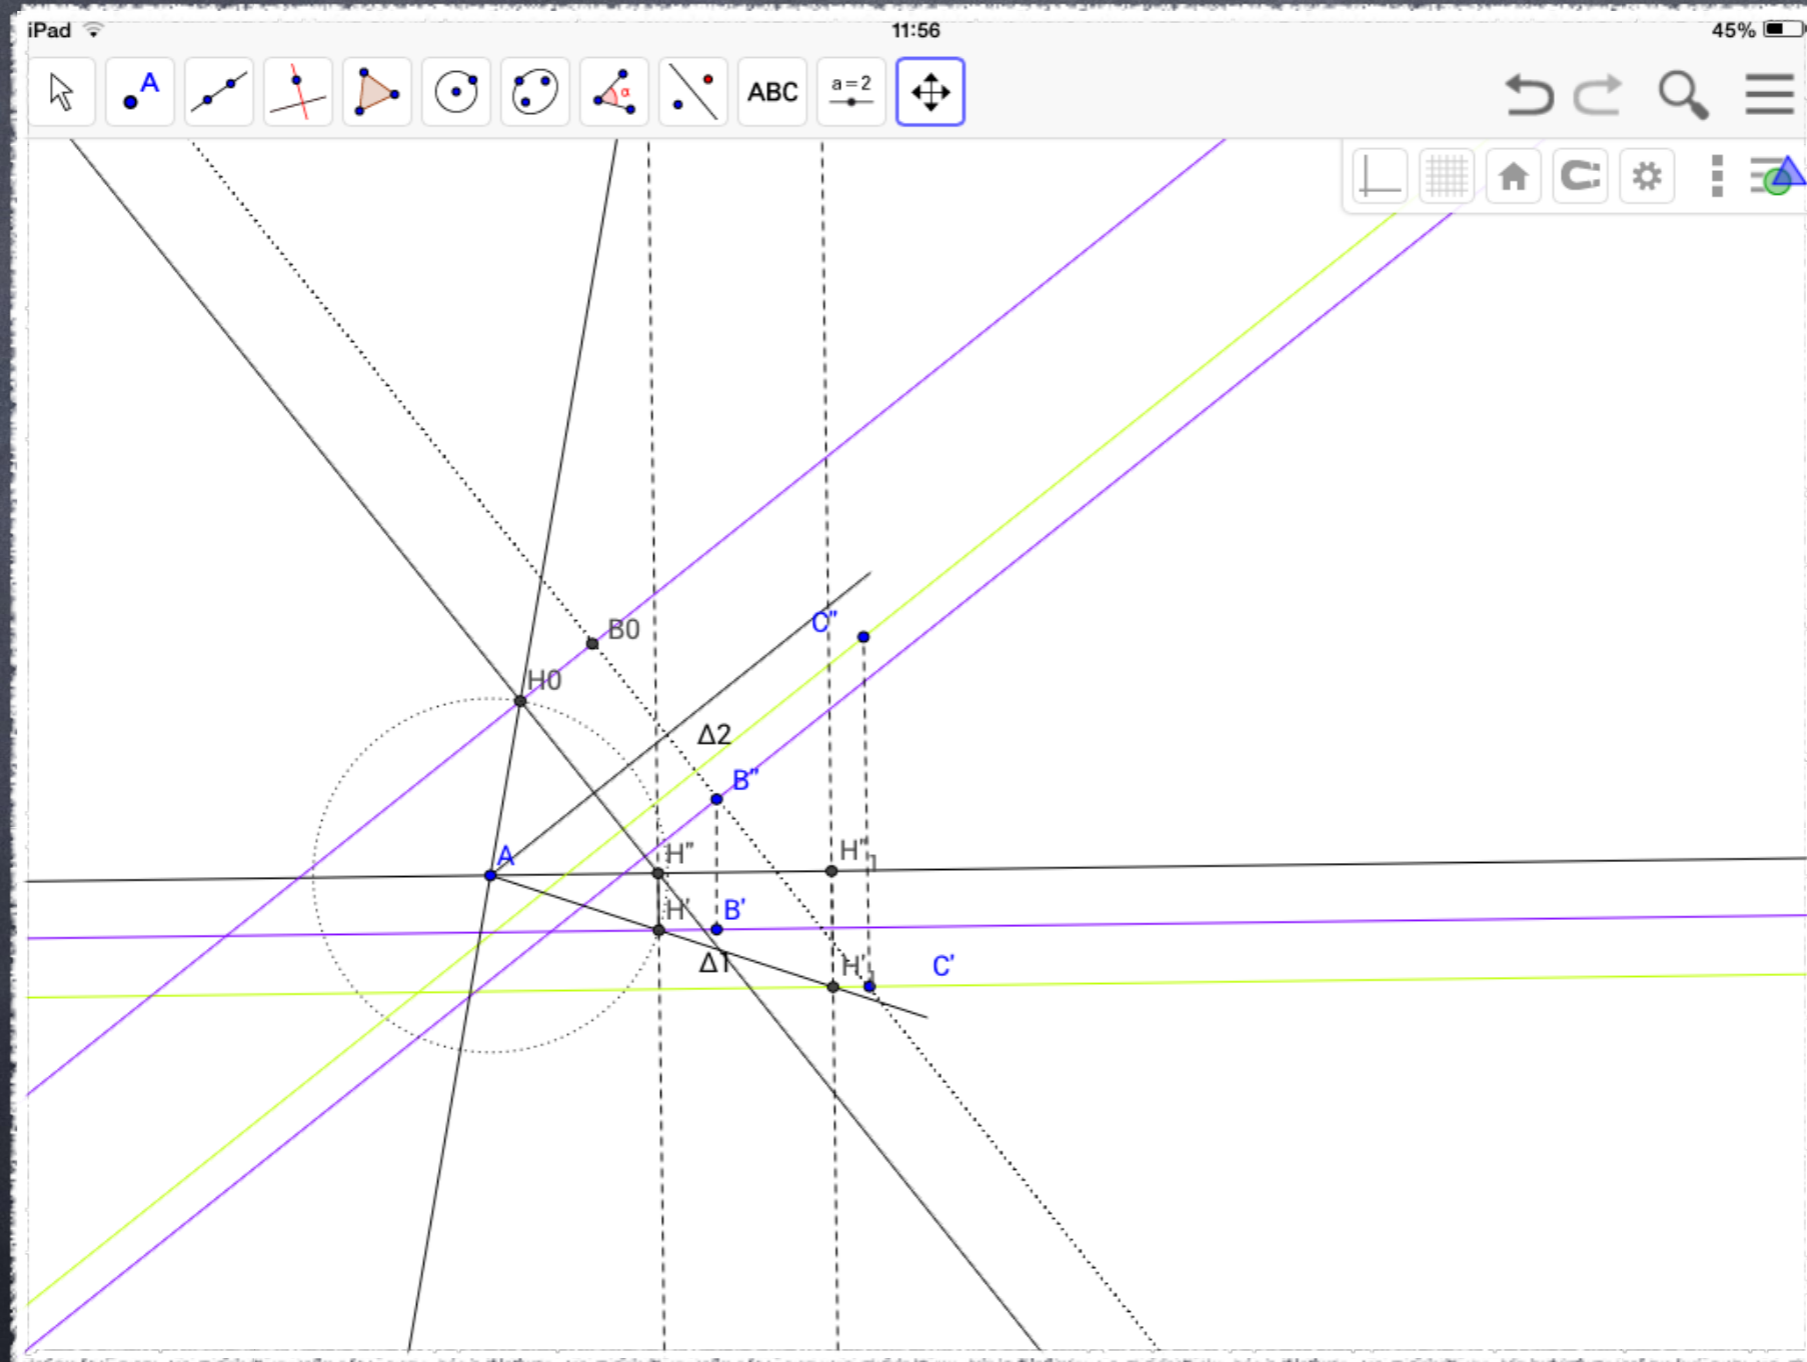 iPad 11:56 45%
A α ABC a=2
B0
H0
C"
Δ2
B"
A
H" H"1
H' B'
Δ1 H'1 C'